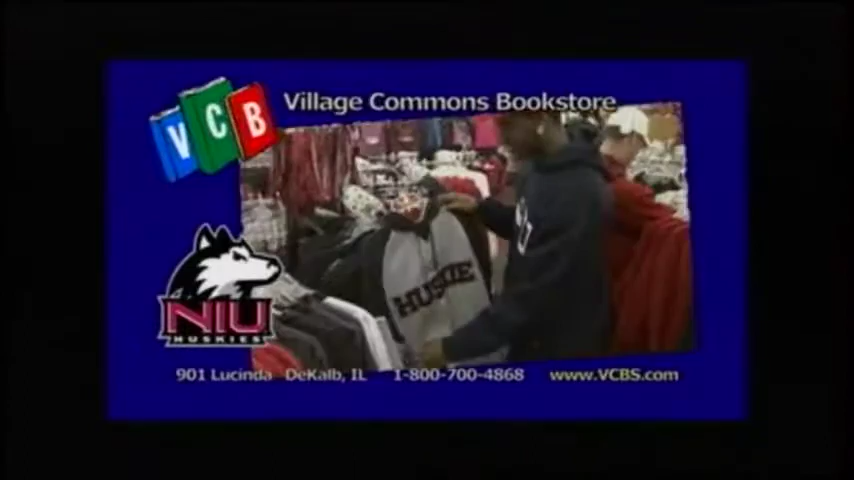 VCB
Village Commons Bookstore
HUSKIE
NIU
HUSKIES
901 Lucinda DeKalb, IL 1-800-700-4868 www.VCBS.com